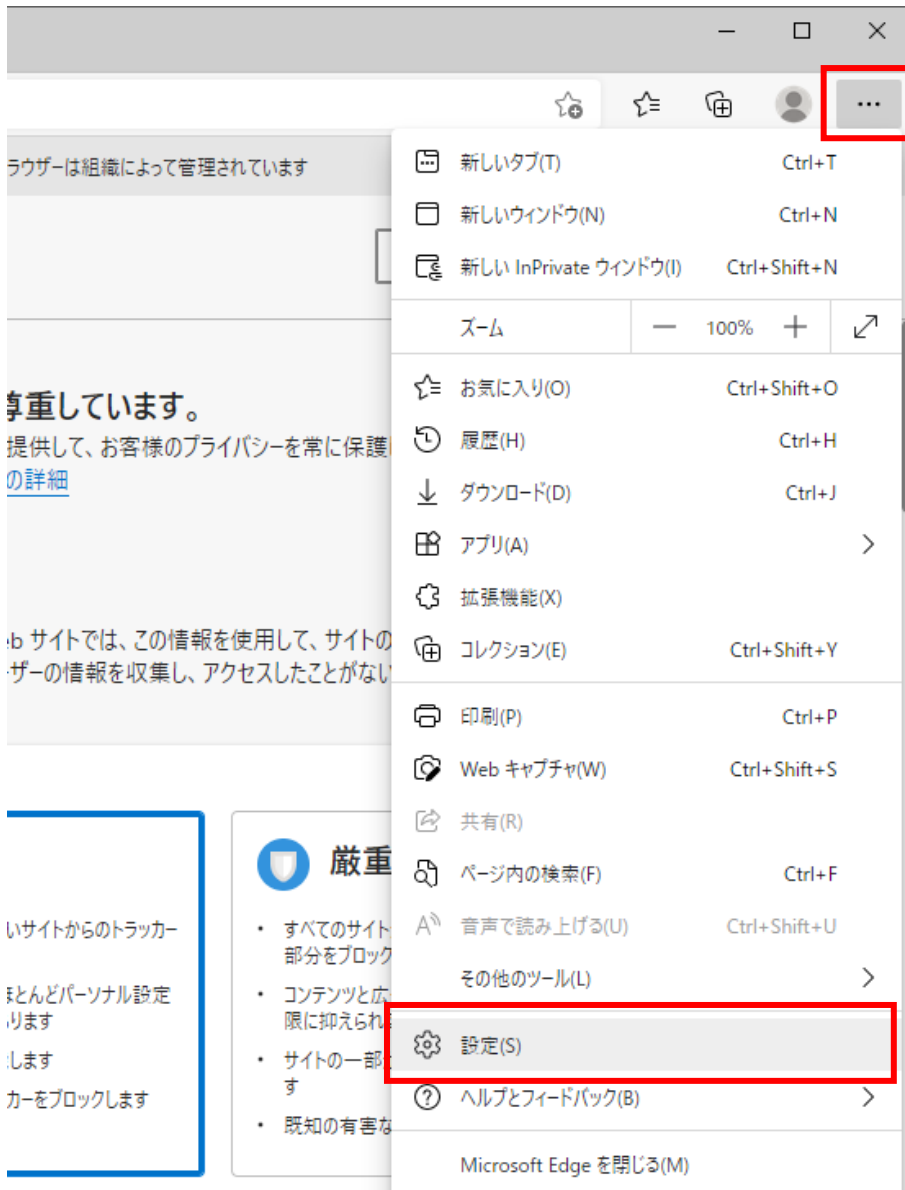 ラウザーは組織によって管理されています
尊重しています。
提供して、お客様のプライバシーを常に保護
の詳細
eb サイトでは、この情報を使用して、サイトの
ーザーの情報を収集し、アクセスしたことがない
いサイトからのトラッカー
ほとんどパーソナル設定
ります
します
カーをブロックします
厳重
• すべてのサイト
部分をブロック
• コンテンツと広
限に抑えられ
• サイトの一部
す
• 既知の有害な
新しいタブ(T) Ctrl+T
新しいウィンドウ(N) Ctrl+N
新しい InPrivate ウィンドウ(I) Ctrl+Shift+N
ズーム 100%
お気に入り(O) Ctrl+Shift+O
履歴(H) Ctrl+H
ダウンロード(D) Ctrl+J
アプリ(A)
拡張機能(X)
コレクション(E) Ctrl+Shift+Y
印刷(P) Ctrl+P
Web キャプチャ(W) Ctrl+Shift+S
共有(R)
ページ内の検索(F) Ctrl+F
音声で読み上げる(U) Ctrl+Shift+U
その他のツール(L)
設定(S)
ヘルプとフィードバック(B)
Microsoft Edge を閉じる(M)